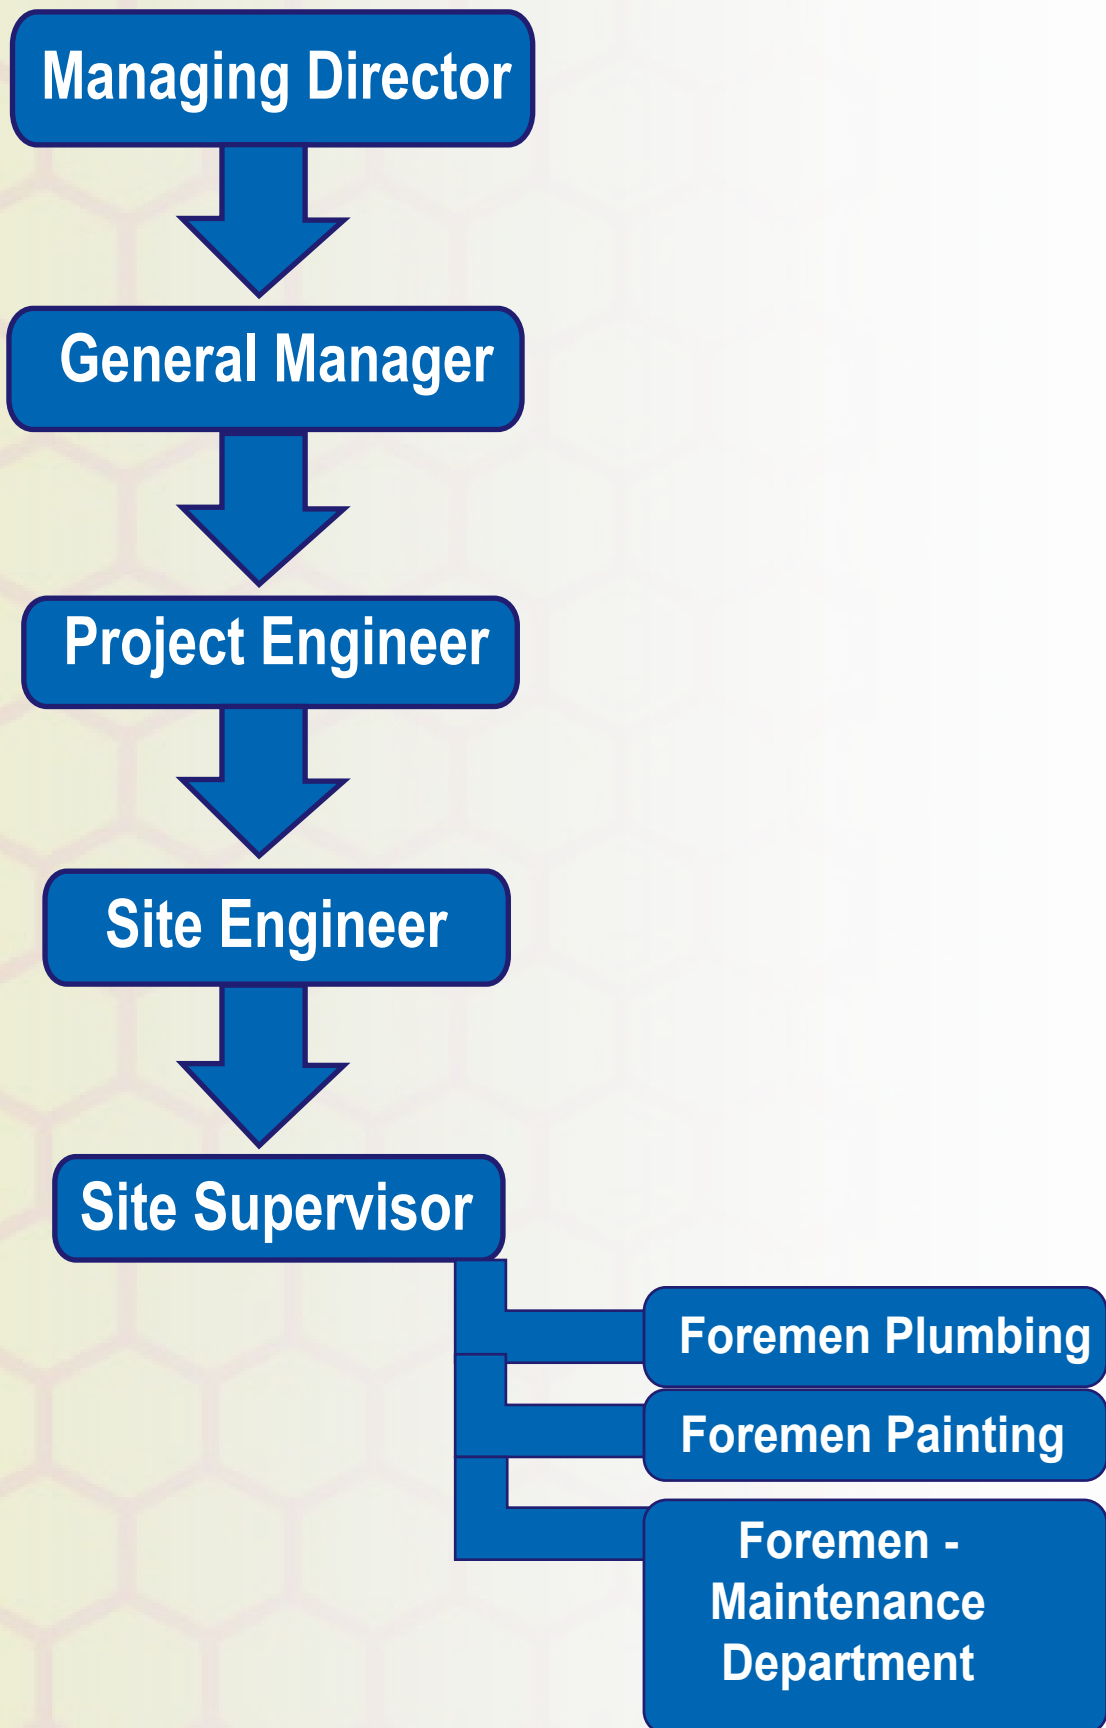 Managing Director
General Manager
Project Engineer
Site Engineer
Site Supervisor
Foremen Plumbing
Foremen Painting
Foremen -
Maintenance
Department